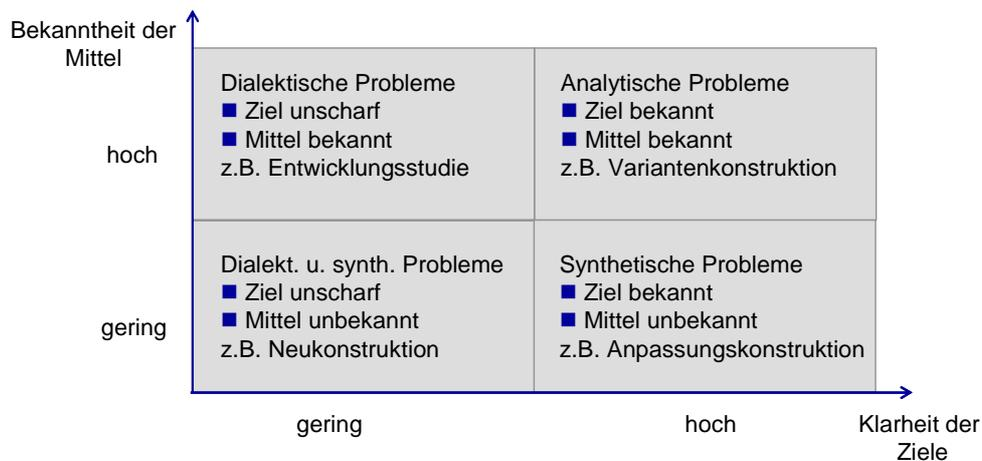 Bekanntheit der
Mittel
hoch
gering
Dialektische Probleme
Ziel unscharf
Mittel bekannt
z.B. Entwicklungsstudie
Analytische Probleme
Ziel bekannt
Mittel bekannt
z.B. Variantenkonstruktion
Dialekt. u. synth. Probleme
Ziel unscharf
Mittel unbekannt
z.B. Neukonstruktion
Synthetische Probleme
Ziel bekannt
Mittel unbekannt
z.B. Anpassungskonstruktion
gering
hoch
Klarheit der
Ziele